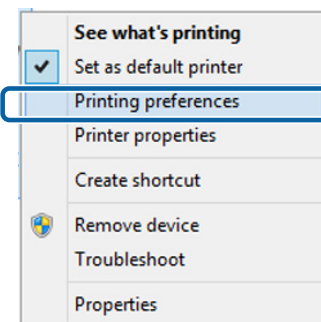 See what's printing
Set as default printer
Printing preferences
Printer properties
Create shortcut
Remove device
Troubleshoot
Properties